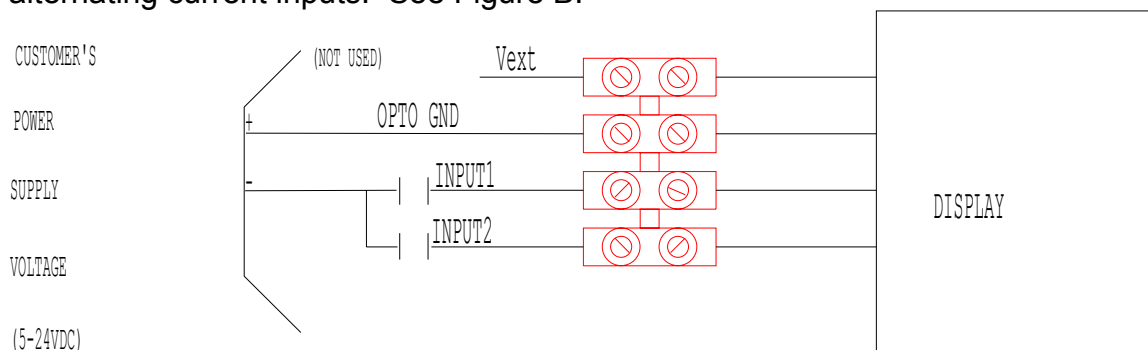 alternating current inputs. See Figure B.
CUSTOMER'S
(NOT USED)
Vext
POWER
+
OPTO GND
SUPPLY
-
INPUT1
DISPLAY
INPUT2
VOLTAGE
(5-24VDC)